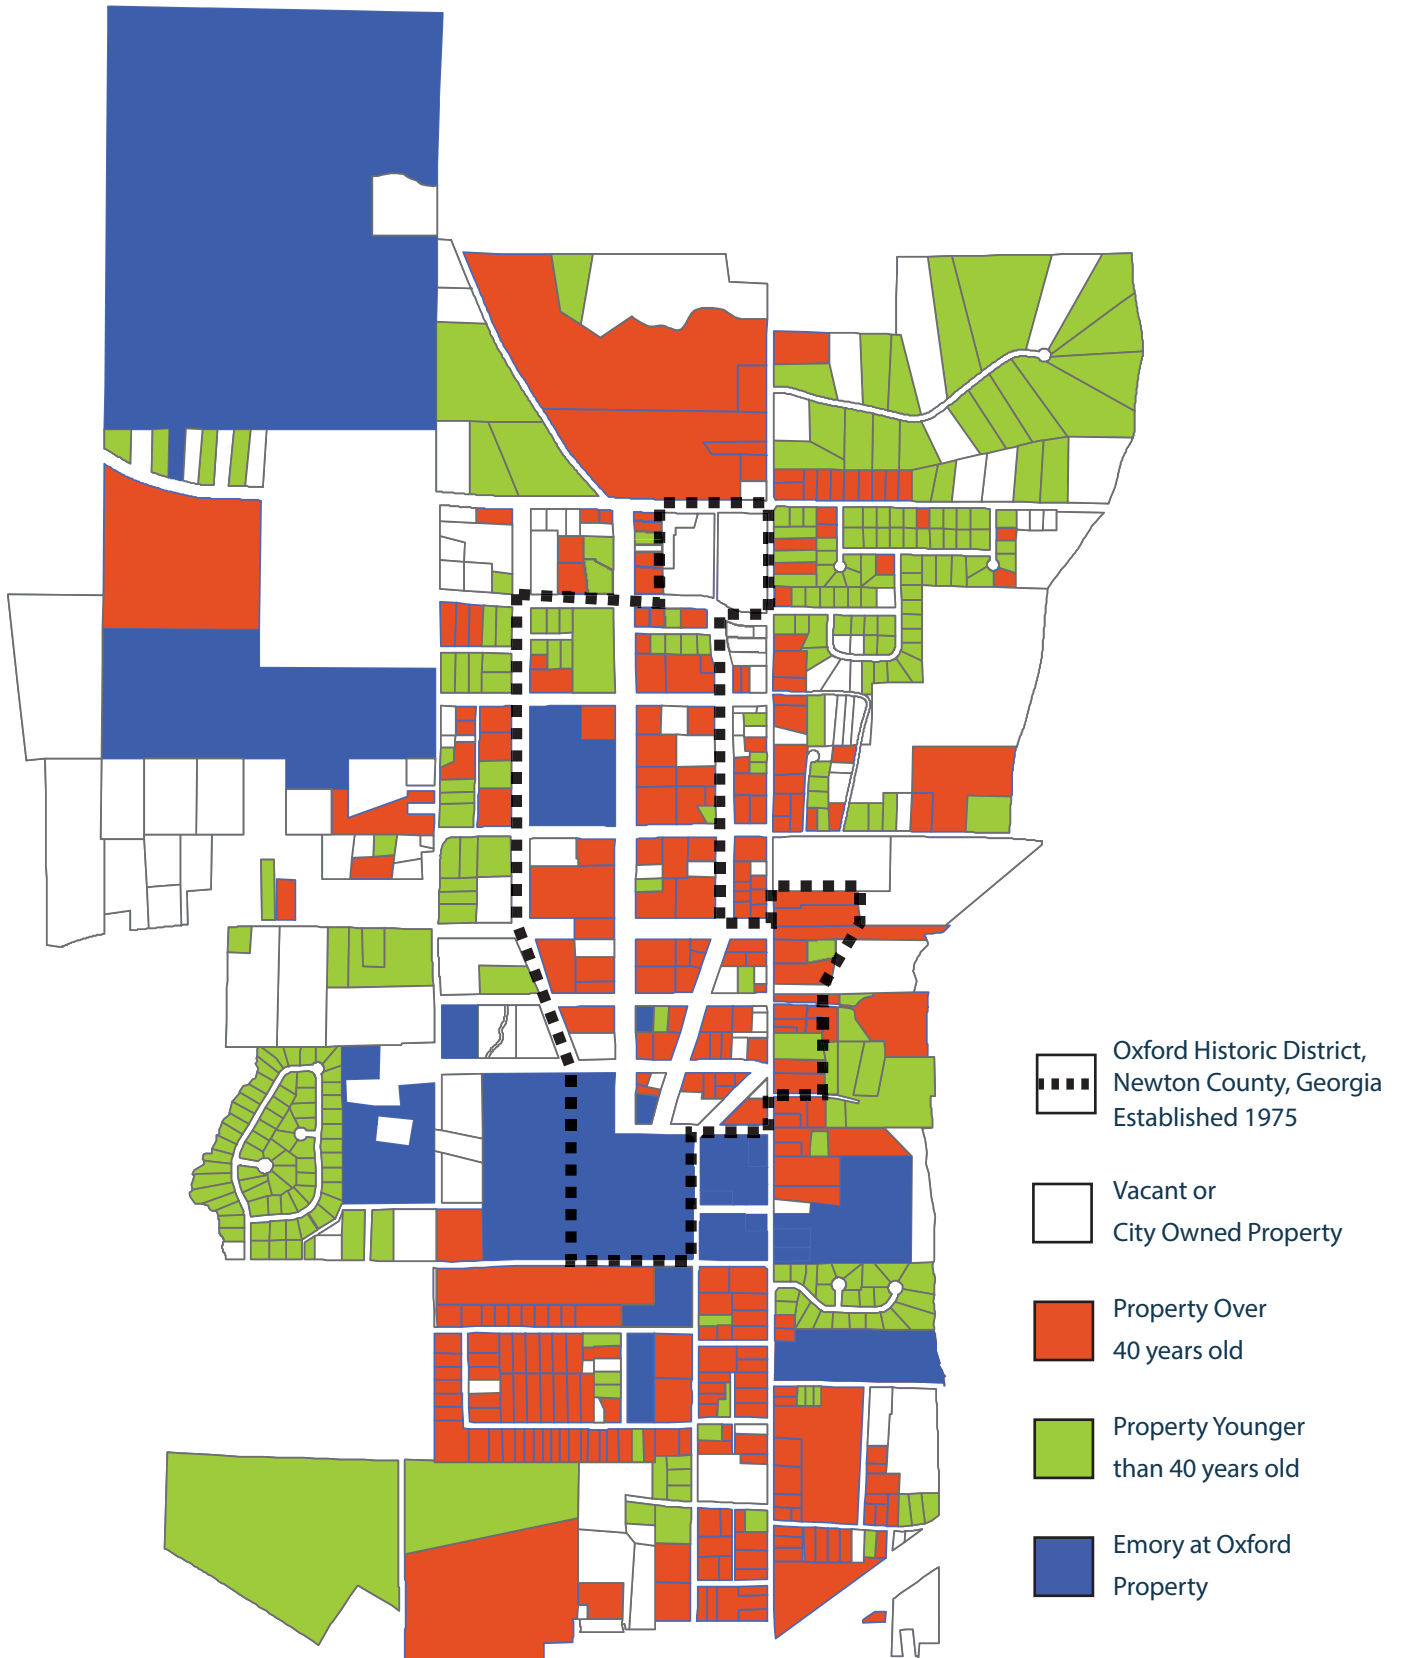 Oxford Historic District,
Newton County, Georgia
Established 1975
Vacant or
City Owned Property
Property Over
40 years old
Property Younger
than 40 years old
Emory at Oxford
Property